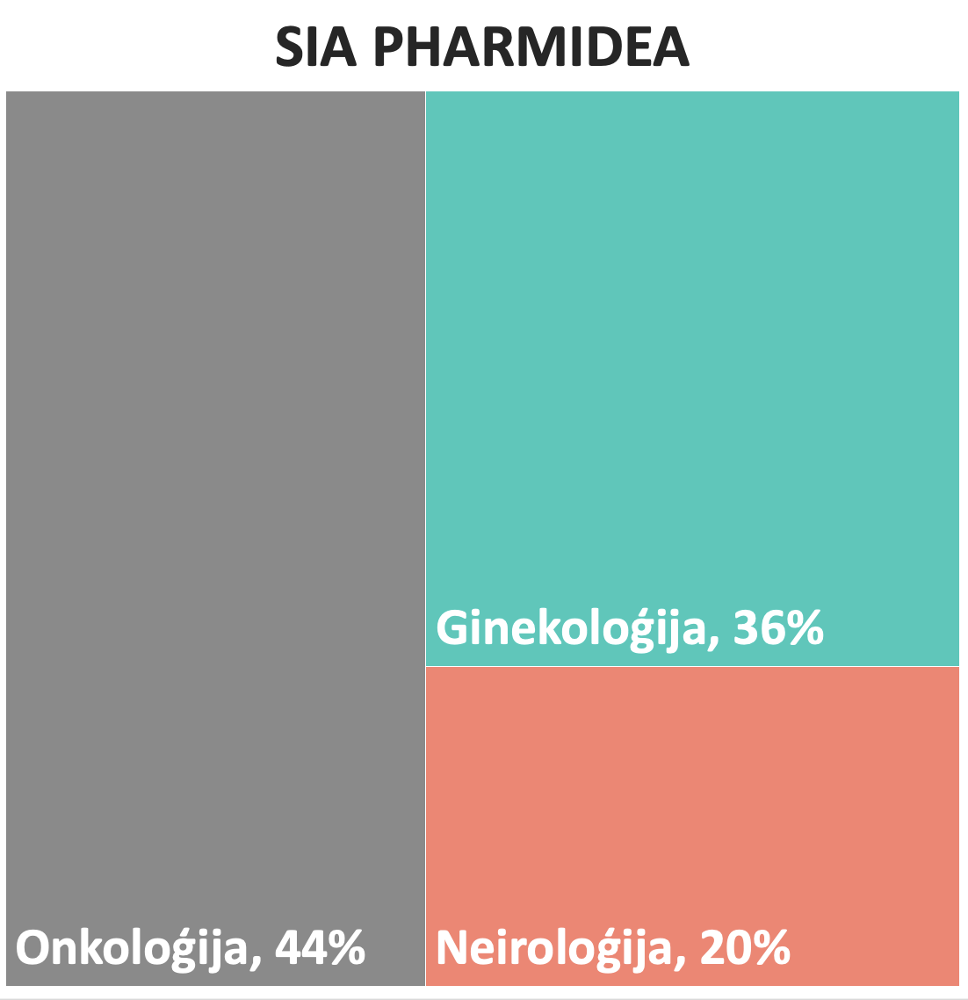 SIA PHARMIDEA
Ginekoloģija, 36%
Onkoloģija, 44%
Neiroloģija, 20%